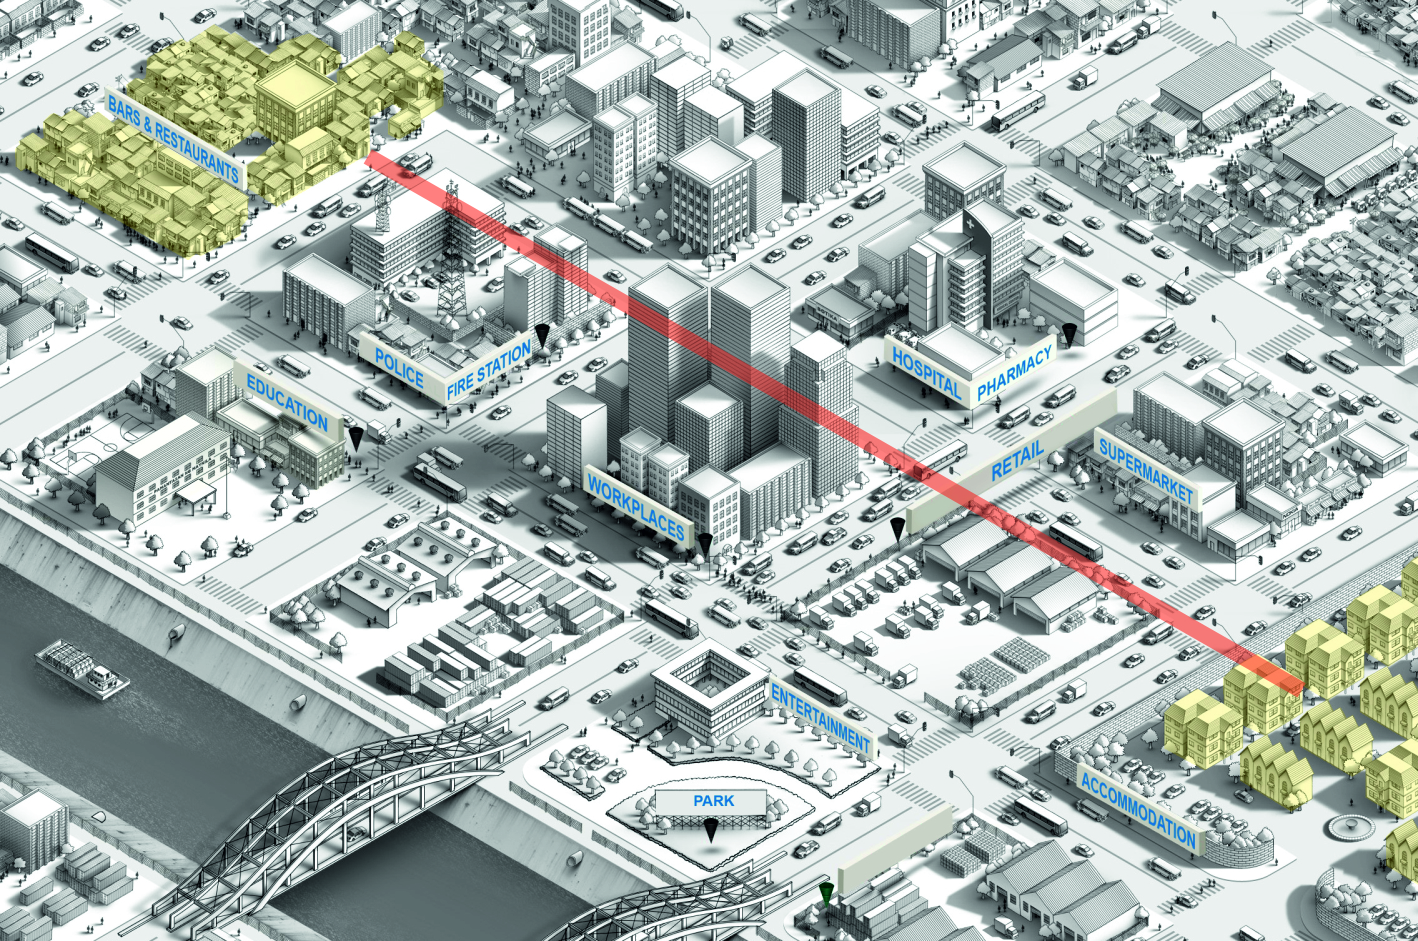 BARS & RESTAURANTS
POLICE
FIRE STATION
HOSPITAL
PHARMACY
EDUCATION
RETAIL
SUPERMARKET
WORKPLACES
ENTERTAINMENT
PARK
ACCOMMODATION